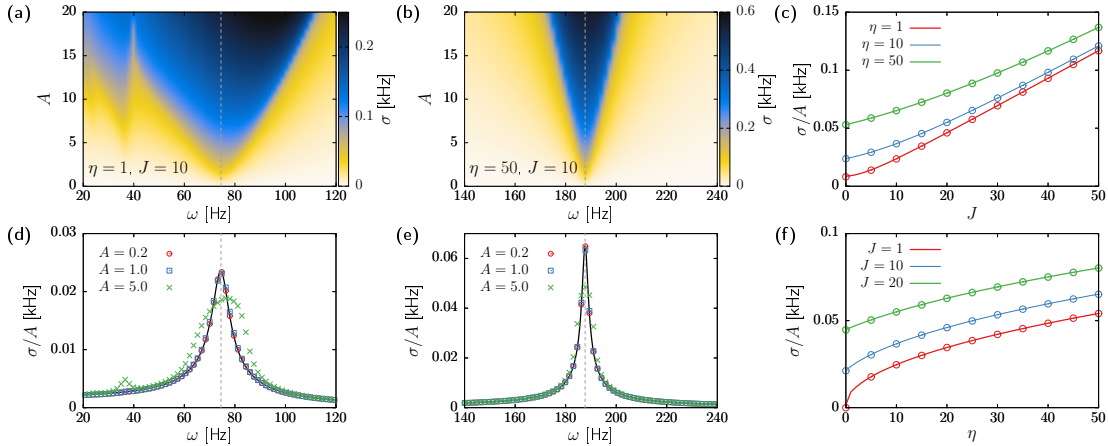 (a)
A
20
15
10
5
0
η = 1, J = 10
20 40 60 80 100 120
ω [Hz]
0.2
0.1
0
σ [kHz]
(b)
A
20
15
10
5
0
η = 50, J = 10
140 160 180 200 220 240
ω [Hz]
0.6
0.4
0.2
0
σ [kHz]
(c)
σ/A [kHz]
0.15
0.1
0.05
0
η = 1
η = 10
η = 50
0 10 20 30 40 50
J
(d)
σ/A [kHz]
0.03
0.02
0.01
0
A = 0.2
A = 1.0
A = 5.0
20 40 60 80 100 120
ω [Hz]
(e)
σ/A [kHz]
0.06
0.04
0.02
0
A = 0.2
A = 1.0
A = 5.0
140 160 180 200 220 240
ω [Hz]
(f)
σ/A [kHz]
0.1
0.05
0
J = 1
J = 10
J = 20
0 10 20 30 40 50
η